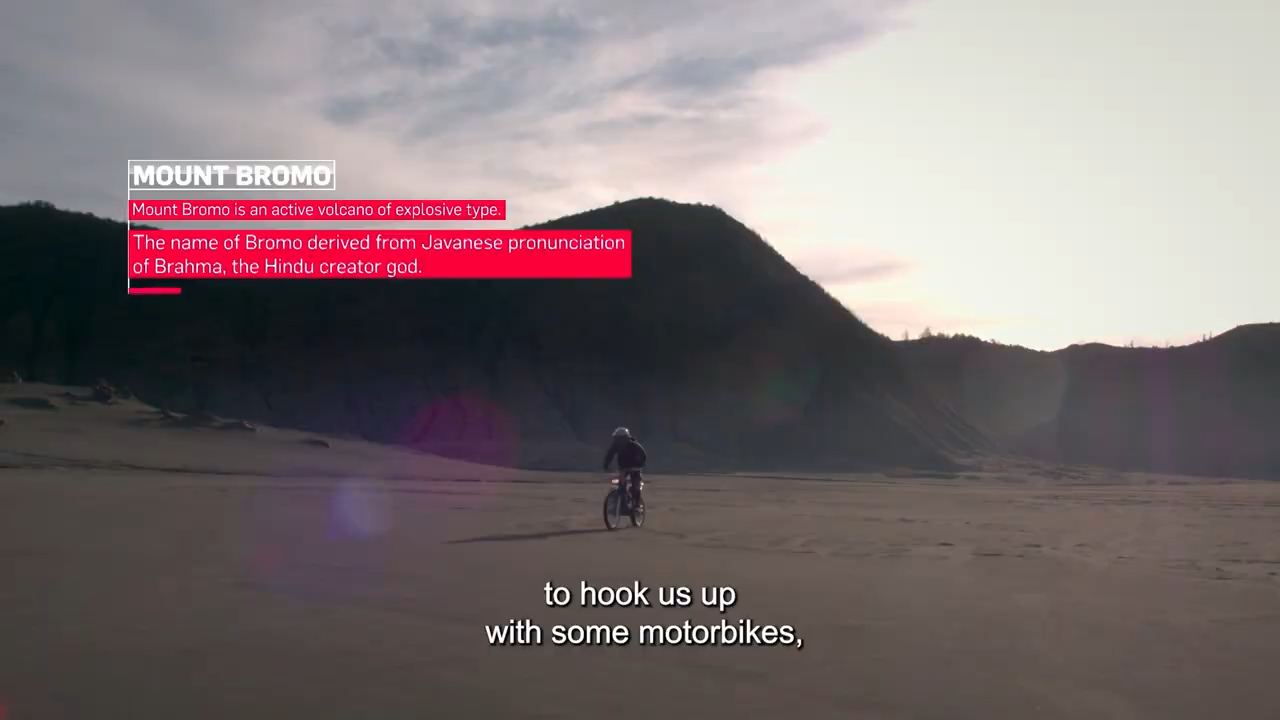 MOUNT BROMO
Mount Bromo is an active volcano of explosive type.
The name of Bromo derived from Javanese pronunciation
of Brahma, the Hindu creator god.
to hook us up
with some motorbikes,